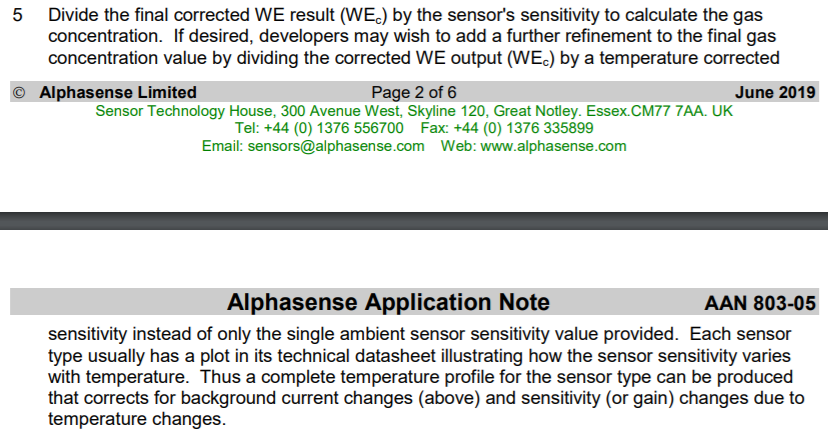 5 Divide the final corrected WE result (WEc) by the sensor's sensitivity to calculate the gas
concentration. If desired, developers may wish to add a further refinement to the final gas
concentration value by dividing the corrected WE output (WEc) by a temperature corrected
© Alphasense Limited Page 2 of 6 June 2019
Sensor Technology House, 300 Avenue West, Skyline 120, Great Notley. Essex.CM77 7AA. UK
Tel: +44 (0) 1376 556700 Fax: +44 (0) 1376 335899
Email: sensors@alphasense.com Web: www.alphasense.com
Alphasense Application Note AAN 803-05
sensitivity instead of only the single ambient sensor sensitivity value provided. Each sensor
type usually has a plot in its technical datasheet illustrating how the sensor sensitivity varies
with temperature. Thus a complete temperature profile for the sensor type can be produced
that corrects for background current changes (above) and sensitivity (or gain) changes due to
temperature changes.